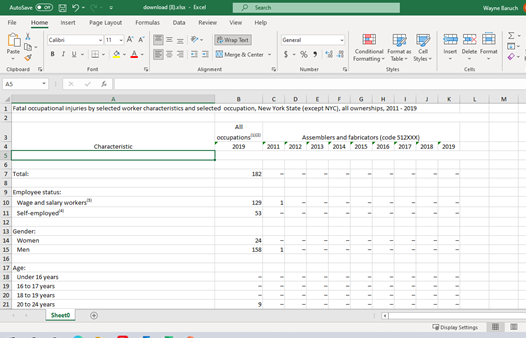 AutoSave Off download (8).xlsx - Excel Search Wayne Baruch
File Home Insert Page Layout Formulas Data Review View Help
Calibri 11 A A Wrap Text General
Paste B I U A Merge & Center $ % Conditional Formatting Format as Table Cell Styles Insert Delete Format
Clipboard Font Alignment Number Styles Cells
A5 fx
A B C D E F G H I J K L M
1 Fatal occupational injuries by selected worker characteristics and selected occupation, New York State (except NYC), all ownerships, 2011 - 2019
2
3 All occupations Assemblers and fabricators (code 512XXX)
4 Characteristic 2019 2011 2012 2013 2014 2015 2016 2017 2018 2019
5
6
7 Total: 182 – – – – – – – – –
8
9 Employee status:
10 Wage and salary workers 129 1 – – – – – – – –
11 Self-employed 53 – – – – – – – – –
12
13 Gender:
14 Women 24 – – – – – – – – –
15 Men 158 1 – – – – – – – –
16
17 Age:
18 Under 16 years – – – – – – – – – –
19 16 to 17 years – – – – – – – – – –
20 18 to 19 years – – – – – – – – – –
21 20 to 24 years 9 – – – – – – – – –
Sheet0
Display Settings